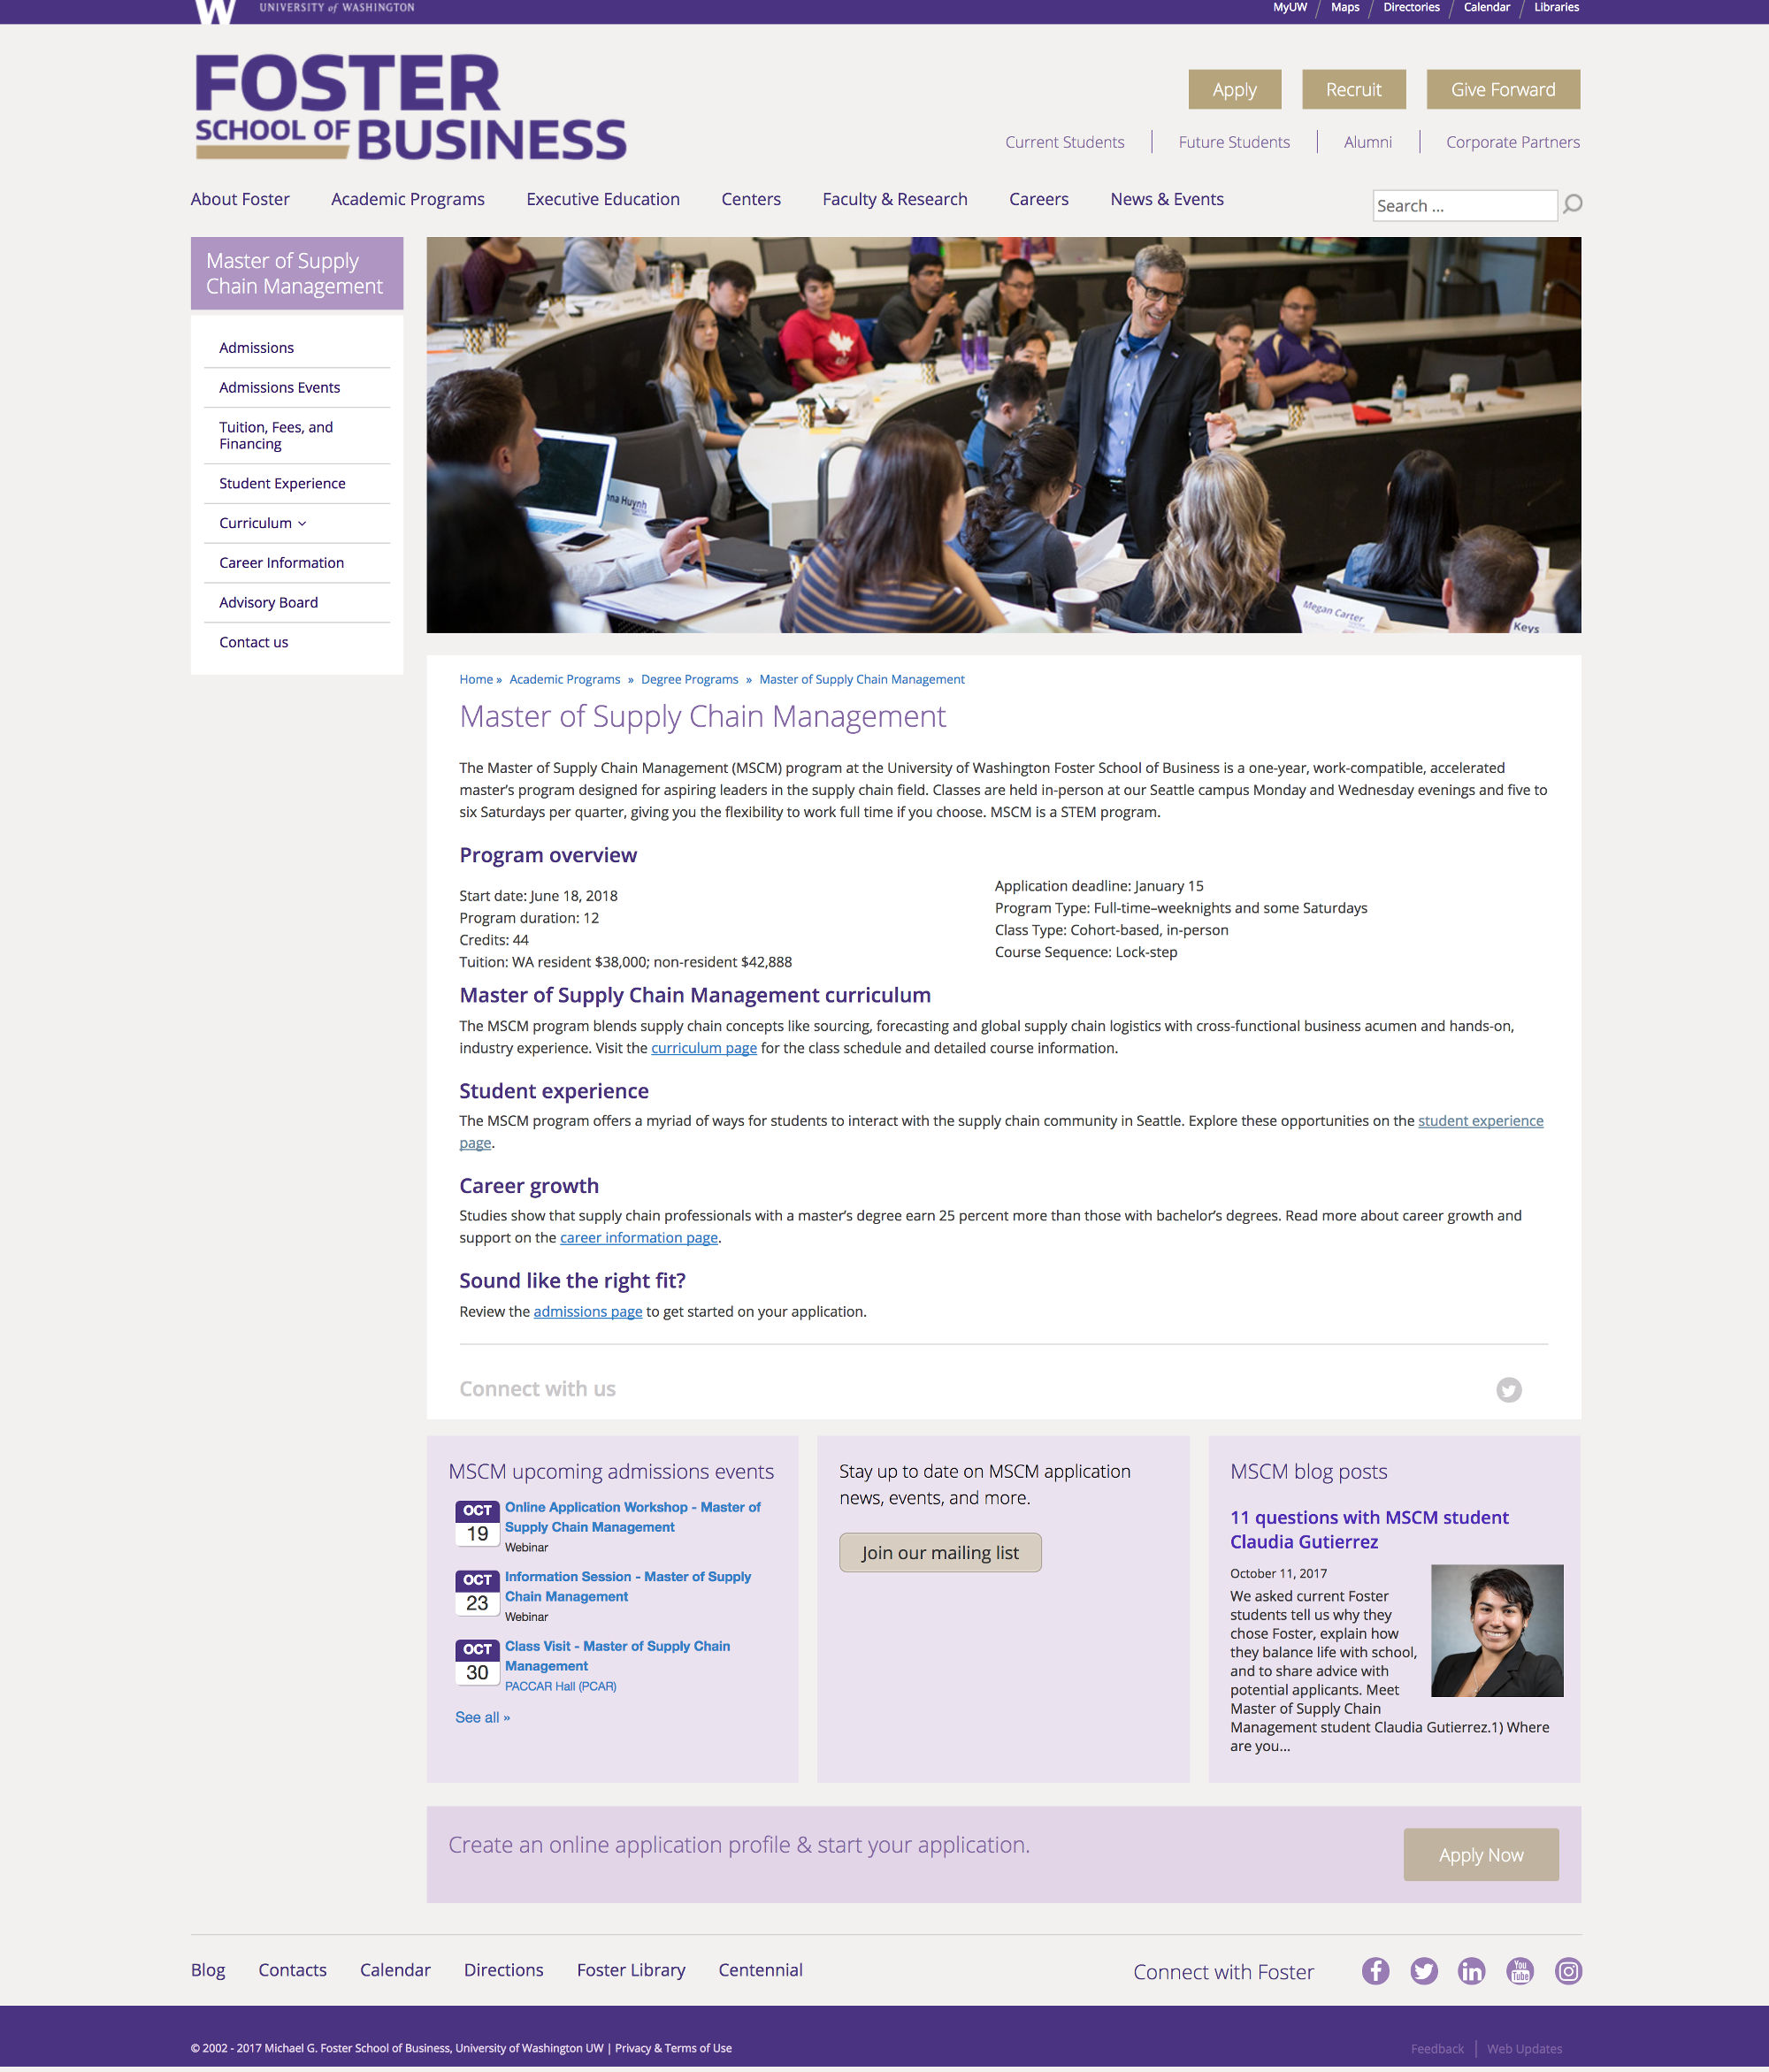 W UNIVERSITY of WASHINGTON
MyUW Maps Directories Calendar Libraries
FOSTER
SCHOOL OF BUSINESS
Apply Recruit Give Forward
Current Students Future Students Alumni Corporate Partners
About Foster Academic Programs Executive Education Centers Faculty & Research Careers News & Events
Search ...
Master of Supply
Chain Management
Admissions
Admissions Events
Tuition, Fees, and
Financing
Student Experience
Curriculum
Career Information
Advisory Board
Contact us
nna Huynh
Megan Carter
Keys
Home » Academic Programs » Degree Programs » Master of Supply Chain Management
Master of Supply Chain Management
The Master of Supply Chain Management (MSCM) program at the University of Washington Foster School of Business is a one-year, work-compatible, accelerated
master's program designed for aspiring leaders in the supply chain field. Classes are held in-person at our Seattle campus Monday and Wednesday evenings and five to
six Saturdays per quarter, giving you the flexibility to work full time if you choose. MSCM is a STEM program.
Program overview
Start date: June 18, 2018
Program duration: 12
Credits: 44
Tuition: WA resident $38,000; non-resident $42,888
Application deadline: January 15
Program Type: Full-time–weeknights and some Saturdays
Class Type: Cohort-based, in-person
Course Sequence: Lock-step
Master of Supply Chain Management curriculum
The MSCM program blends supply chain concepts like sourcing, forecasting and global supply chain logistics with cross-functional business acumen and hands-on,
industry experience. Visit the curriculum page for the class schedule and detailed course information.
Student experience
The MSCM program offers a myriad of ways for students to interact with the supply chain community in Seattle. Explore these opportunities on the student experience
page.
Career growth
Studies show that supply chain professionals with a master's degree earn 25 percent more than those with bachelor's degrees. Read more about career growth and
support on the career information page.
Sound like the right fit?
Review the admissions page to get started on your application.
Connect with us
MSCM upcoming admissions events
OCT
19
Online Application Workshop - Master of
Supply Chain Management
Webinar
OCT
23
Information Session - Master of Supply
Chain Management
Webinar
OCT
30
Class Visit - Master of Supply Chain
Management
PACCAR Hall (PCAR)
See all »
Stay up to date on MSCM application
news, events, and more.
Join our mailing list
MSCM blog posts
11 questions with MSCM student
Claudia Gutierrez
October 11, 2017
We asked current Foster
students tell us why they
chose Foster, explain how
they balance life with school,
and to share advice with
potential applicants. Meet
Master of Supply Chain
Management student Claudia Gutierrez.1) Where
are you...
Create an online application profile & start your application.
Apply Now
Blog Contacts Calendar Directions Foster Library Centennial
Connect with Foster
You
Tube
© 2002 - 2017 Michael G. Foster School of Business, University of Washington UW | Privacy & Terms of Use
Feedback Web Updates